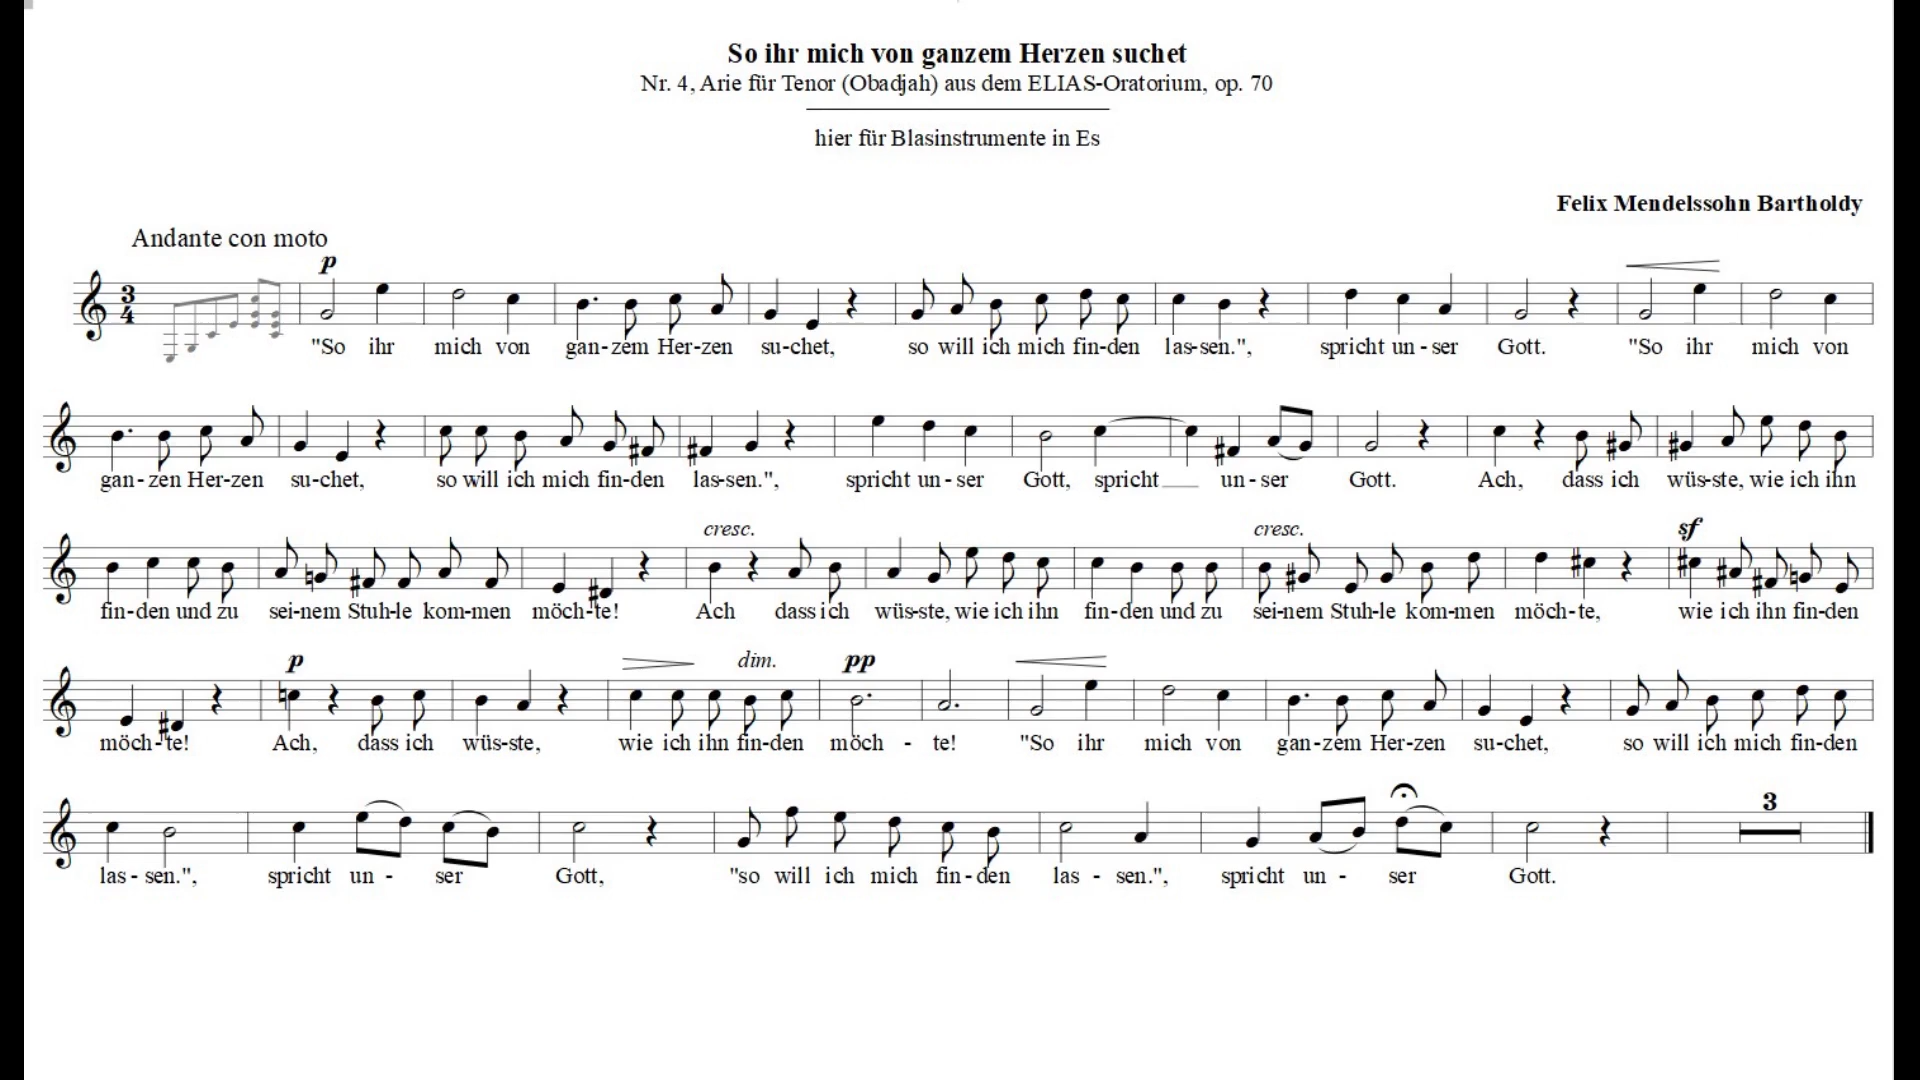 So ihr mich von ganzem Herzen suchet
Nr. 4, Arie für Tenor (Obadjah) aus dem ELIAS-Oratorium, op. 70
hier für Blasinstrumente in Es
Felix Mendelssohn Bartholdy
Andante con moto
p
3
4
"So ihr mich von gan-zem Her-zen su-chet, so will ich mich fin-den las-sen.", spricht un-ser Gott. "So ihr mich von
gan-zen Her-zen su-chet, so will ich mich fin-den las-sen.", spricht un-ser Gott, spricht un-ser Gott. Ach, dass ich wüs-ste, wie ich ihn
cresc. cresc. sf
fin-den und zu sei-nem Stuh-le kom-men möch-te! Ach dass ich wüs-ste, wie ich ihn fin-den und zu sei-nem Stuh-le kom-men möch-te, wie ich ihn fin-den
p dim. pp
möch-te! Ach, dass ich wüs-ste, wie ich ihn fin-den möch - te! "So ihr mich von gan-zem Her-zen su-chet, so will ich mich fin-den
3
las-sen.", spricht un - ser Gott, "so will ich mich fin-den las - sen.", spricht un - ser Gott.